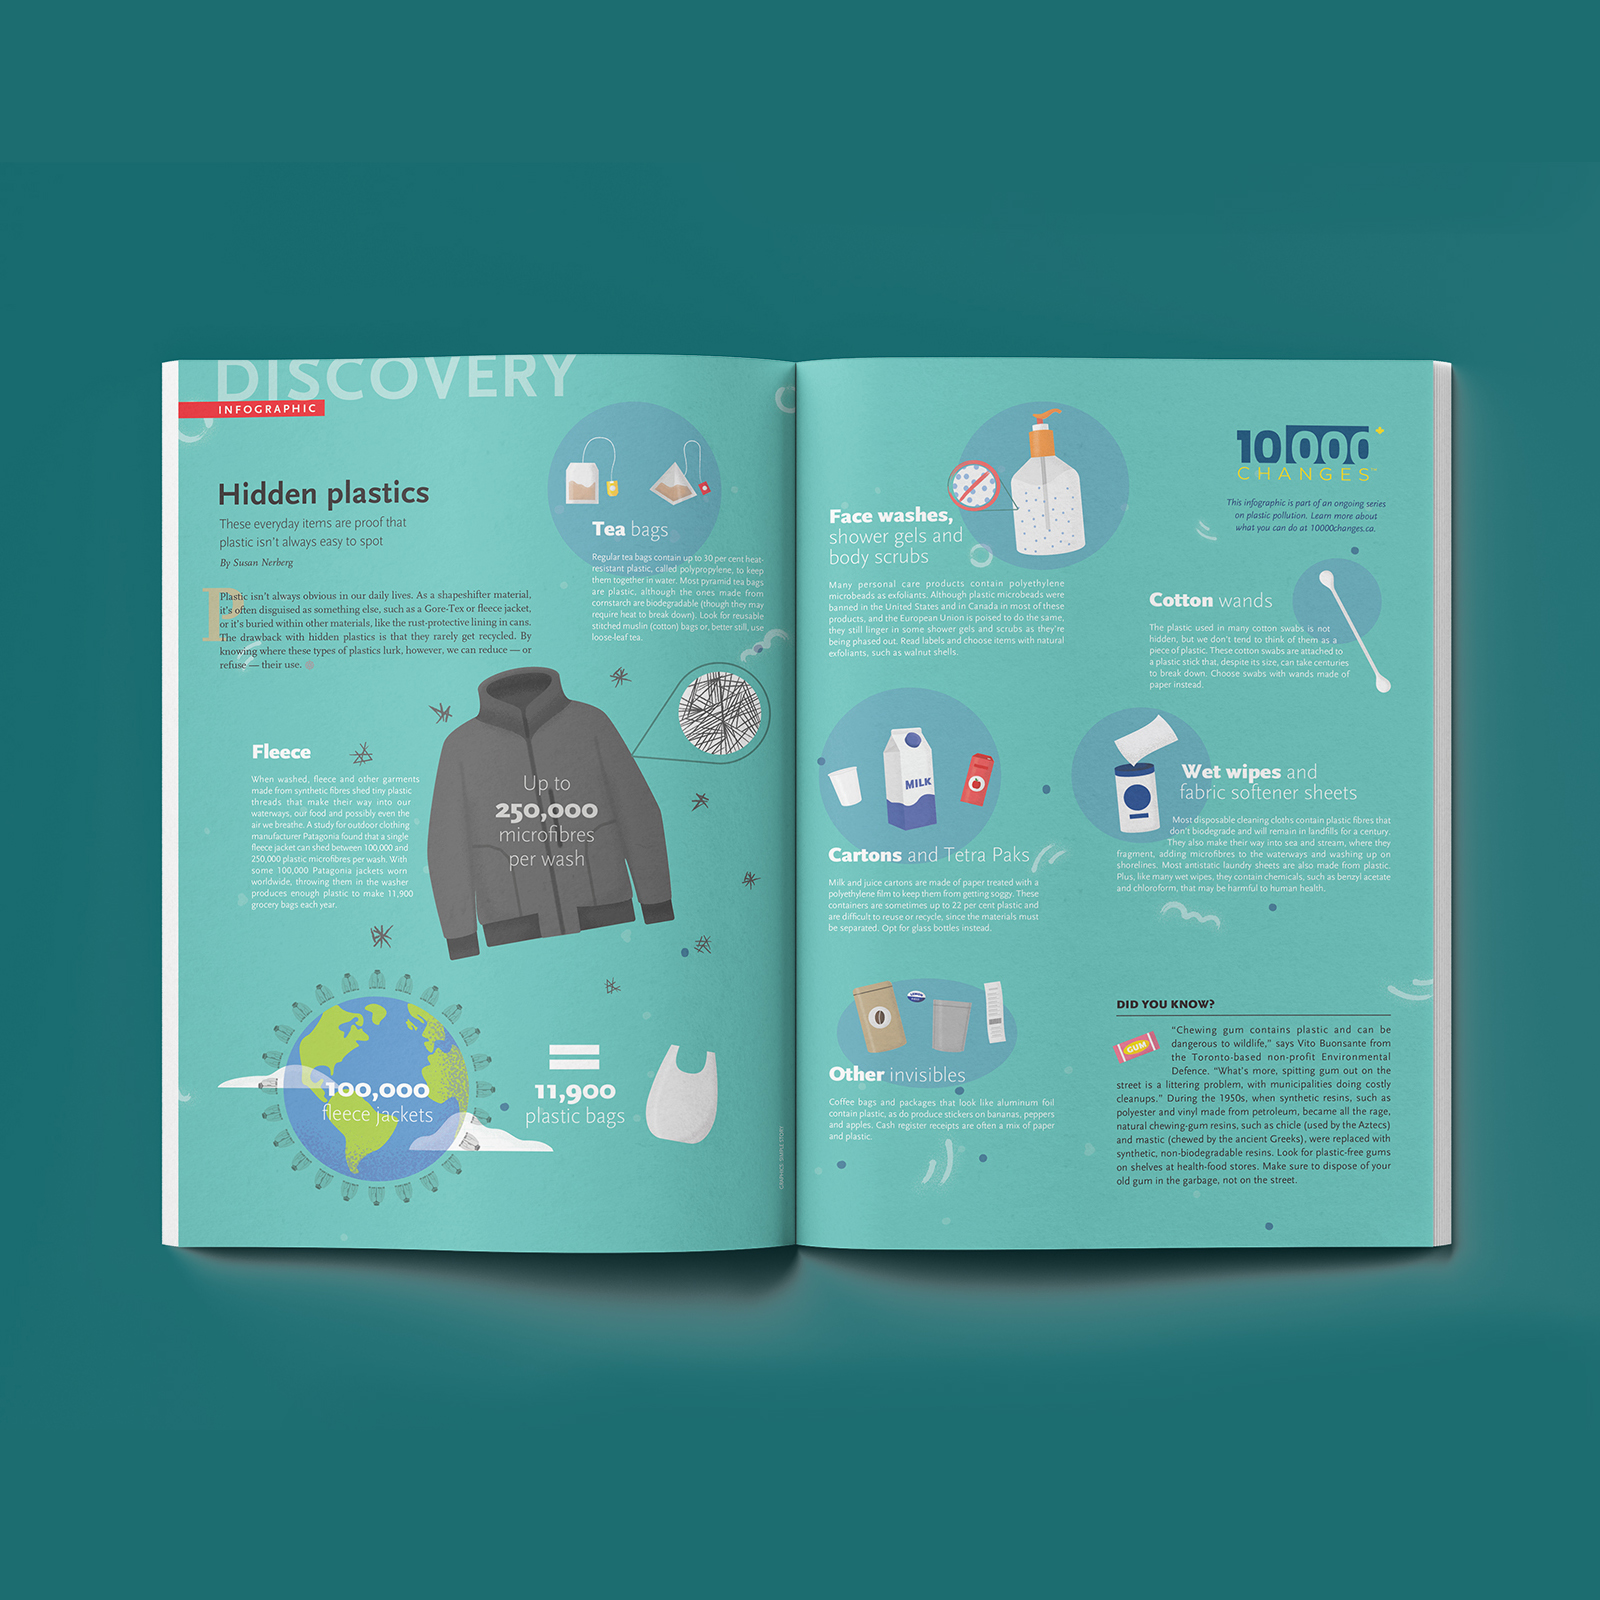 DISCOVERY
INFOGRAPHIC
Hidden plastics
These everyday items are proof that
plastic isn't always easy to spot
By Susan Nerberg
Plastic isn't always obvious in our daily lives. As a shapeshifter material,
it's often disguised as something else, such as a Gore-Tex or fleece jacket,
or it's buried within other materials, like the rust-protective lining in cans.
The drawback with hidden plastics is that they rarely get recycled. By
knowing where these types of plastics lurk, however, we can reduce — or
refuse — their use.
Tea bags
Regular tea bags contain up to 30 per cent heat-
resistant plastic, called polypropylene, to keep
them together in water. Most pyramid tea bags
are plastic, although the ones made from
cornstarch are biodegradable (though they may
require heat to break down). Look for reusable
stitched muslin (cotton) bags or, better still, use
loose-leaf tea.
Fleece
When washed, fleece and other garments
made from synthetic fibres shed tiny plastic
threads that make their way into our
waterways, our food and possibly even the
air we breathe. A study for outdoor clothing
manufacturer Patagonia found that a single
fleece jacket can shed between 100,000 and
250,000 plastic microfibres per wash. With
some 100,000 Patagonia jackets worn
worldwide, throwing them in the washer
produces enough plastic to make 11,900
grocery bags each year.
Up to
250,000
microfibres
per wash
100,000
fleece jackets
=
11,900
plastic bags
GRAPHICS: SIMPLE STORY
Face washes,
shower gels and
body scrubs
Many personal care products contain polyethylene
microbeads as exfoliants. Although plastic microbeads were
banned in the United States and in Canada in most of these
products, and the European Union is poised to do the same,
they still linger in some shower gels and scrubs as they're
being phased out. Read labels and choose items with natural
exfoliants, such as walnut shells.
10 000
CHANGES™
This infographic is part of an ongoing series
on plastic pollution. Learn more about
what you can do at 10000changes.ca.
Cotton wands
The plastic used in many cotton swabs is not
hidden, but we don't tend to think of them as a
piece of plastic. These cotton swabs are attached to
a plastic stick that, despite its size, can take centuries
to break down. Choose swabs with wands made of
paper instead.
MILK
Cartons and Tetra Paks
Milk and juice cartons are made of paper treated with a
polyethylene film to keep them from getting soggy. These
containers are sometimes up to 22 per cent plastic and
are difficult to reuse or recycle, since the materials must
be separated. Opt for glass bottles instead.
Wet wipes and
fabric softener sheets
Most disposable cleaning cloths contain plastic fibres that
don't biodegrade and will remain in landfills for a century.
They also make their way into sea and stream, where they
fragment, adding microfibres to the waterways and washing up on
shorelines. Most antistatic laundry sheets are also made from plastic.
Plus, like many wet wipes, they contain chemicals, such as benzyl acetate
and chloroform, that may be harmful to human health.
Other invisibles
Coffee bags and packages that look like aluminum foil
contain plastic, as do produce stickers on bananas, peppers
and apples. Cash register receipts are often a mix of paper
and plastic.
DID YOU KNOW?
GUM
"Chewing gum contains plastic and can be
dangerous to wildlife," says Vito Buonsante from
the Toronto-based non-profit Environmental
Defence. "What's more, spitting gum out on the
street is a littering problem, with municipalities doing costly
cleanups." During the 1950s, when synthetic resins, such as
polyester and vinyl made from petroleum, became all the rage,
natural chewing-gum resins, such as chicle (used by the Aztecs)
and mastic (chewed by the ancient Greeks), were replaced with
synthetic, non-biodegradable resins. Look for plastic-free gums
on shelves at health-food stores. Make sure to dispose of your
old gum in the garbage, not on the street.